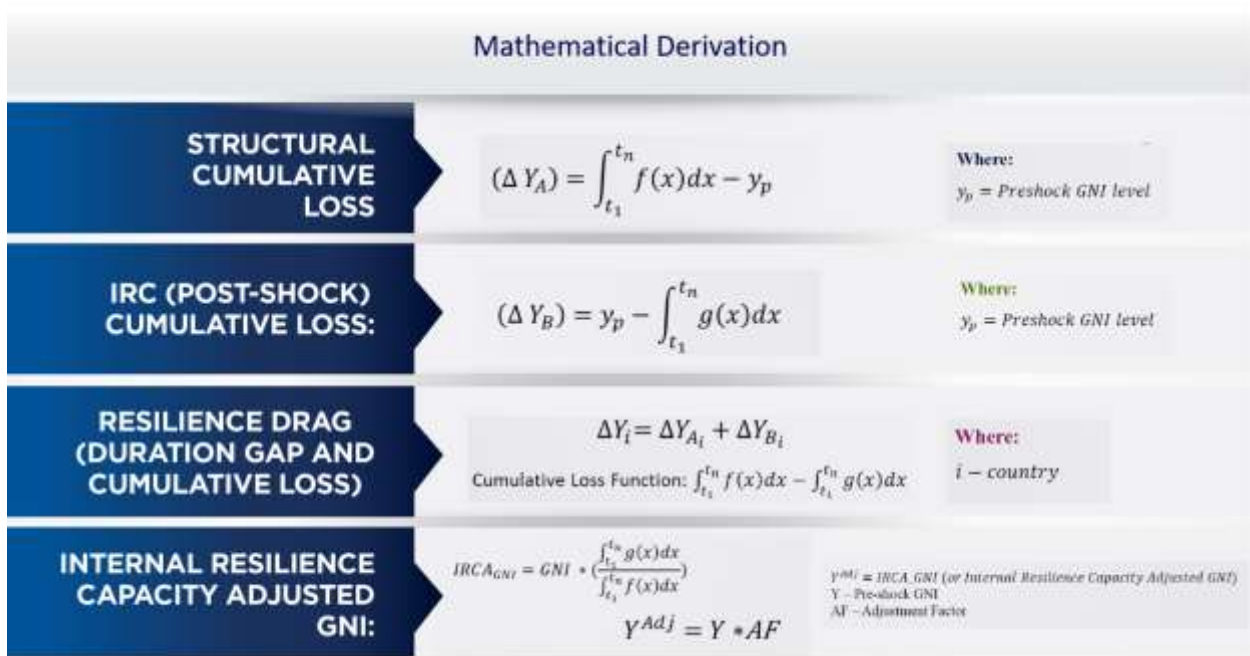 Mathematical Derivation
STRUCTURAL
CUMULATIVE
LOSS
(Δ Y_A) = ∫_{t_1}^{t_n} f(x)dx − y_p
Where:
y_p = Preshock GNI level
IRC (POST-SHOCK)
CUMULATIVE LOSS:
(Δ Y_B) = y_p − ∫_{t_1}^{t_n} g(x)dx
Where:
y_p = Preshock GNI level
RESILIENCE DRAG
(DURATION GAP AND
CUMULATIVE LOSS)
ΔY_i= ΔY_{A_i} + ΔY_{B_i}
Cumulative Loss Function: ∫_{t_1}^{t_n} f(x)dx − ∫_{t_1}^{t_n} g(x)dx
Where:
i − country
INTERNAL RESILIENCE
CAPACITY ADJUSTED
GNI:
IRCA_{GNI} = GNI * (∫_{t_1}^{t_n} g(x)dx / ∫_{t_1}^{t_n} f(x)dx)
Y^{Adj} = Y * AF
Y^{Adj} = IRCA_GNI (or Internal Resilience Capacity Adjusted GNI)
Y – Pre-shock GNI
AF – Adjustment Factor